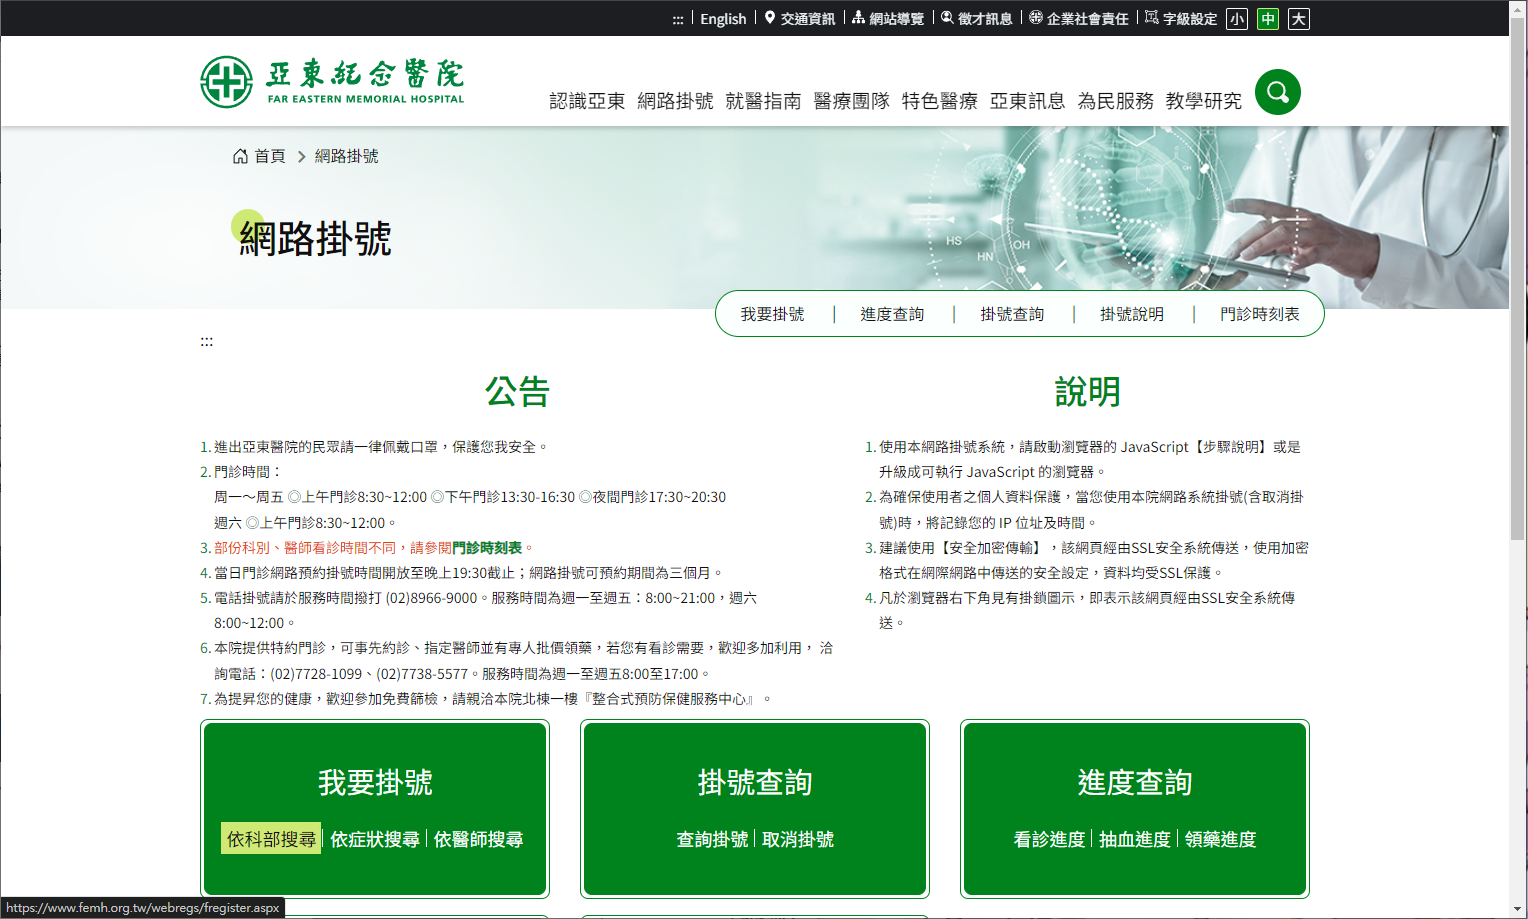 :::
English
交通資訊
網站導覽
徵才訊息
企業社會責任
字級設定
小
中
大
亞東紀念醫院
FAR EASTERN MEMORIAL HOSPITAL
認識亞東 網路掛號 就醫指南 醫療團隊 特色醫療 亞東訊息 為民服務 教學研究
首頁 > 網路掛號
網路掛號
HS
OH
HN
我要掛號 | 進度查詢 | 掛號查詢 | 掛號說明 | 門診時刻表
:::
公告
1. 進出亞東醫院的民眾請一律佩戴口罩，保護您我安全。
2. 門診時間：
周一～周五 ◎上午門診8:30~12:00 ◎下午門診13:30-16:30 ◎夜間門診17:30~20:30
週六 ◎上午門診8:30~12:00。
3. 部份科別、醫師看診時間不同，請參閱門診時刻表。
4. 當日門診網路預約掛號時間開放至晚上19:30截止；網路掛號可預約期間為三個月。
5. 電話掛號請於服務時間撥打 (02)8966-9000。服務時間為週一至週五：8:00~21:00，週六
8:00~12:00。
6. 本院提供特約門診，可事先約診、指定醫師並有專人批價領藥，若您有看診需要，歡迎多加利用， 洽
詢電話：(02)7728-1099、(02)7738-5577。服務時間為週一至週五8:00至17:00。
7. 為提昇您的健康，歡迎參加免費篩檢，請親洽本院北棟一樓『整合式預防保健服務中心』。
說明
1. 使用本網路掛號系統，請啟動瀏覽器的 JavaScript【步驟說明】或是
升級成可執行 JavaScript 的瀏覽器。
2. 為確保使用者之個人資料保護，當您使用本院網路系統掛號(含取消掛
號)時，將記錄您的 IP 位址及時間。
3. 建議使用【安全加密傳輸】，該網頁經由SSL安全系統傳送，使用加密
格式在網際網路中傳送的安全設定，資料均受SSL保護。
4. 凡於瀏覽器右下角見有掛鎖圖示，即表示該網頁經由SSL安全系統傳
送。
我要掛號
依科部搜尋 | 依症狀搜尋 | 依醫師搜尋
掛號查詢
查詢掛號 | 取消掛號
進度查詢
看診進度 | 抽血進度 | 領藥進度
https://www.femh.org.tw/webregs/fregister.aspx